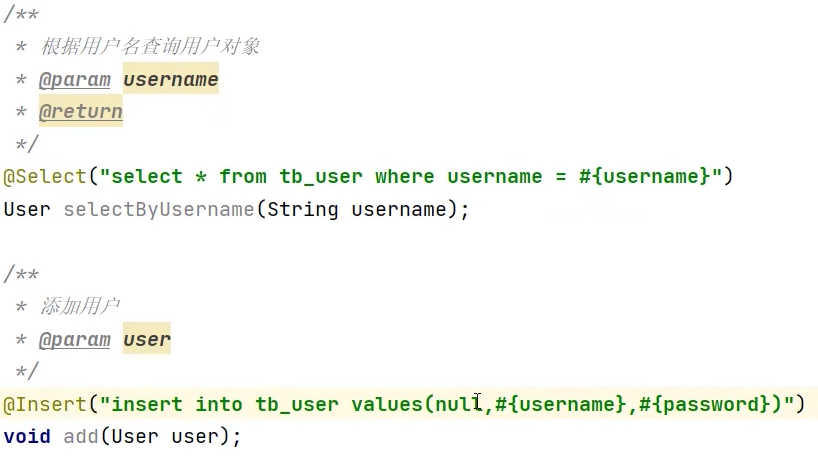 /**
 * 根据用户名查询用户对象
 * @param username
 * @return
 */
@Select("select * from tb_user where username = #{username}")
User selectByUsername(String username);
/**
 * 添加用户
 * @param user
 */
@Insert("insert into tb_user values(null,#{username},#{password})")
void add(User user);